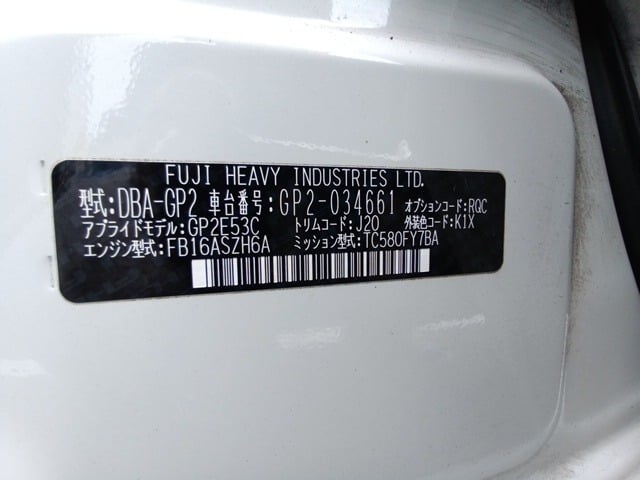 FUJI HEAVY INDUSTRIES LTD.
型式:DBA-GP2 車台番号:GP2-034661 オプションコード:RQC
アプライドモデル:GP2E53C トリムコード:J20 外装色コード:K1X
エンジン型式:FB16ASZH6A ミッション型式:TC580FY7BA